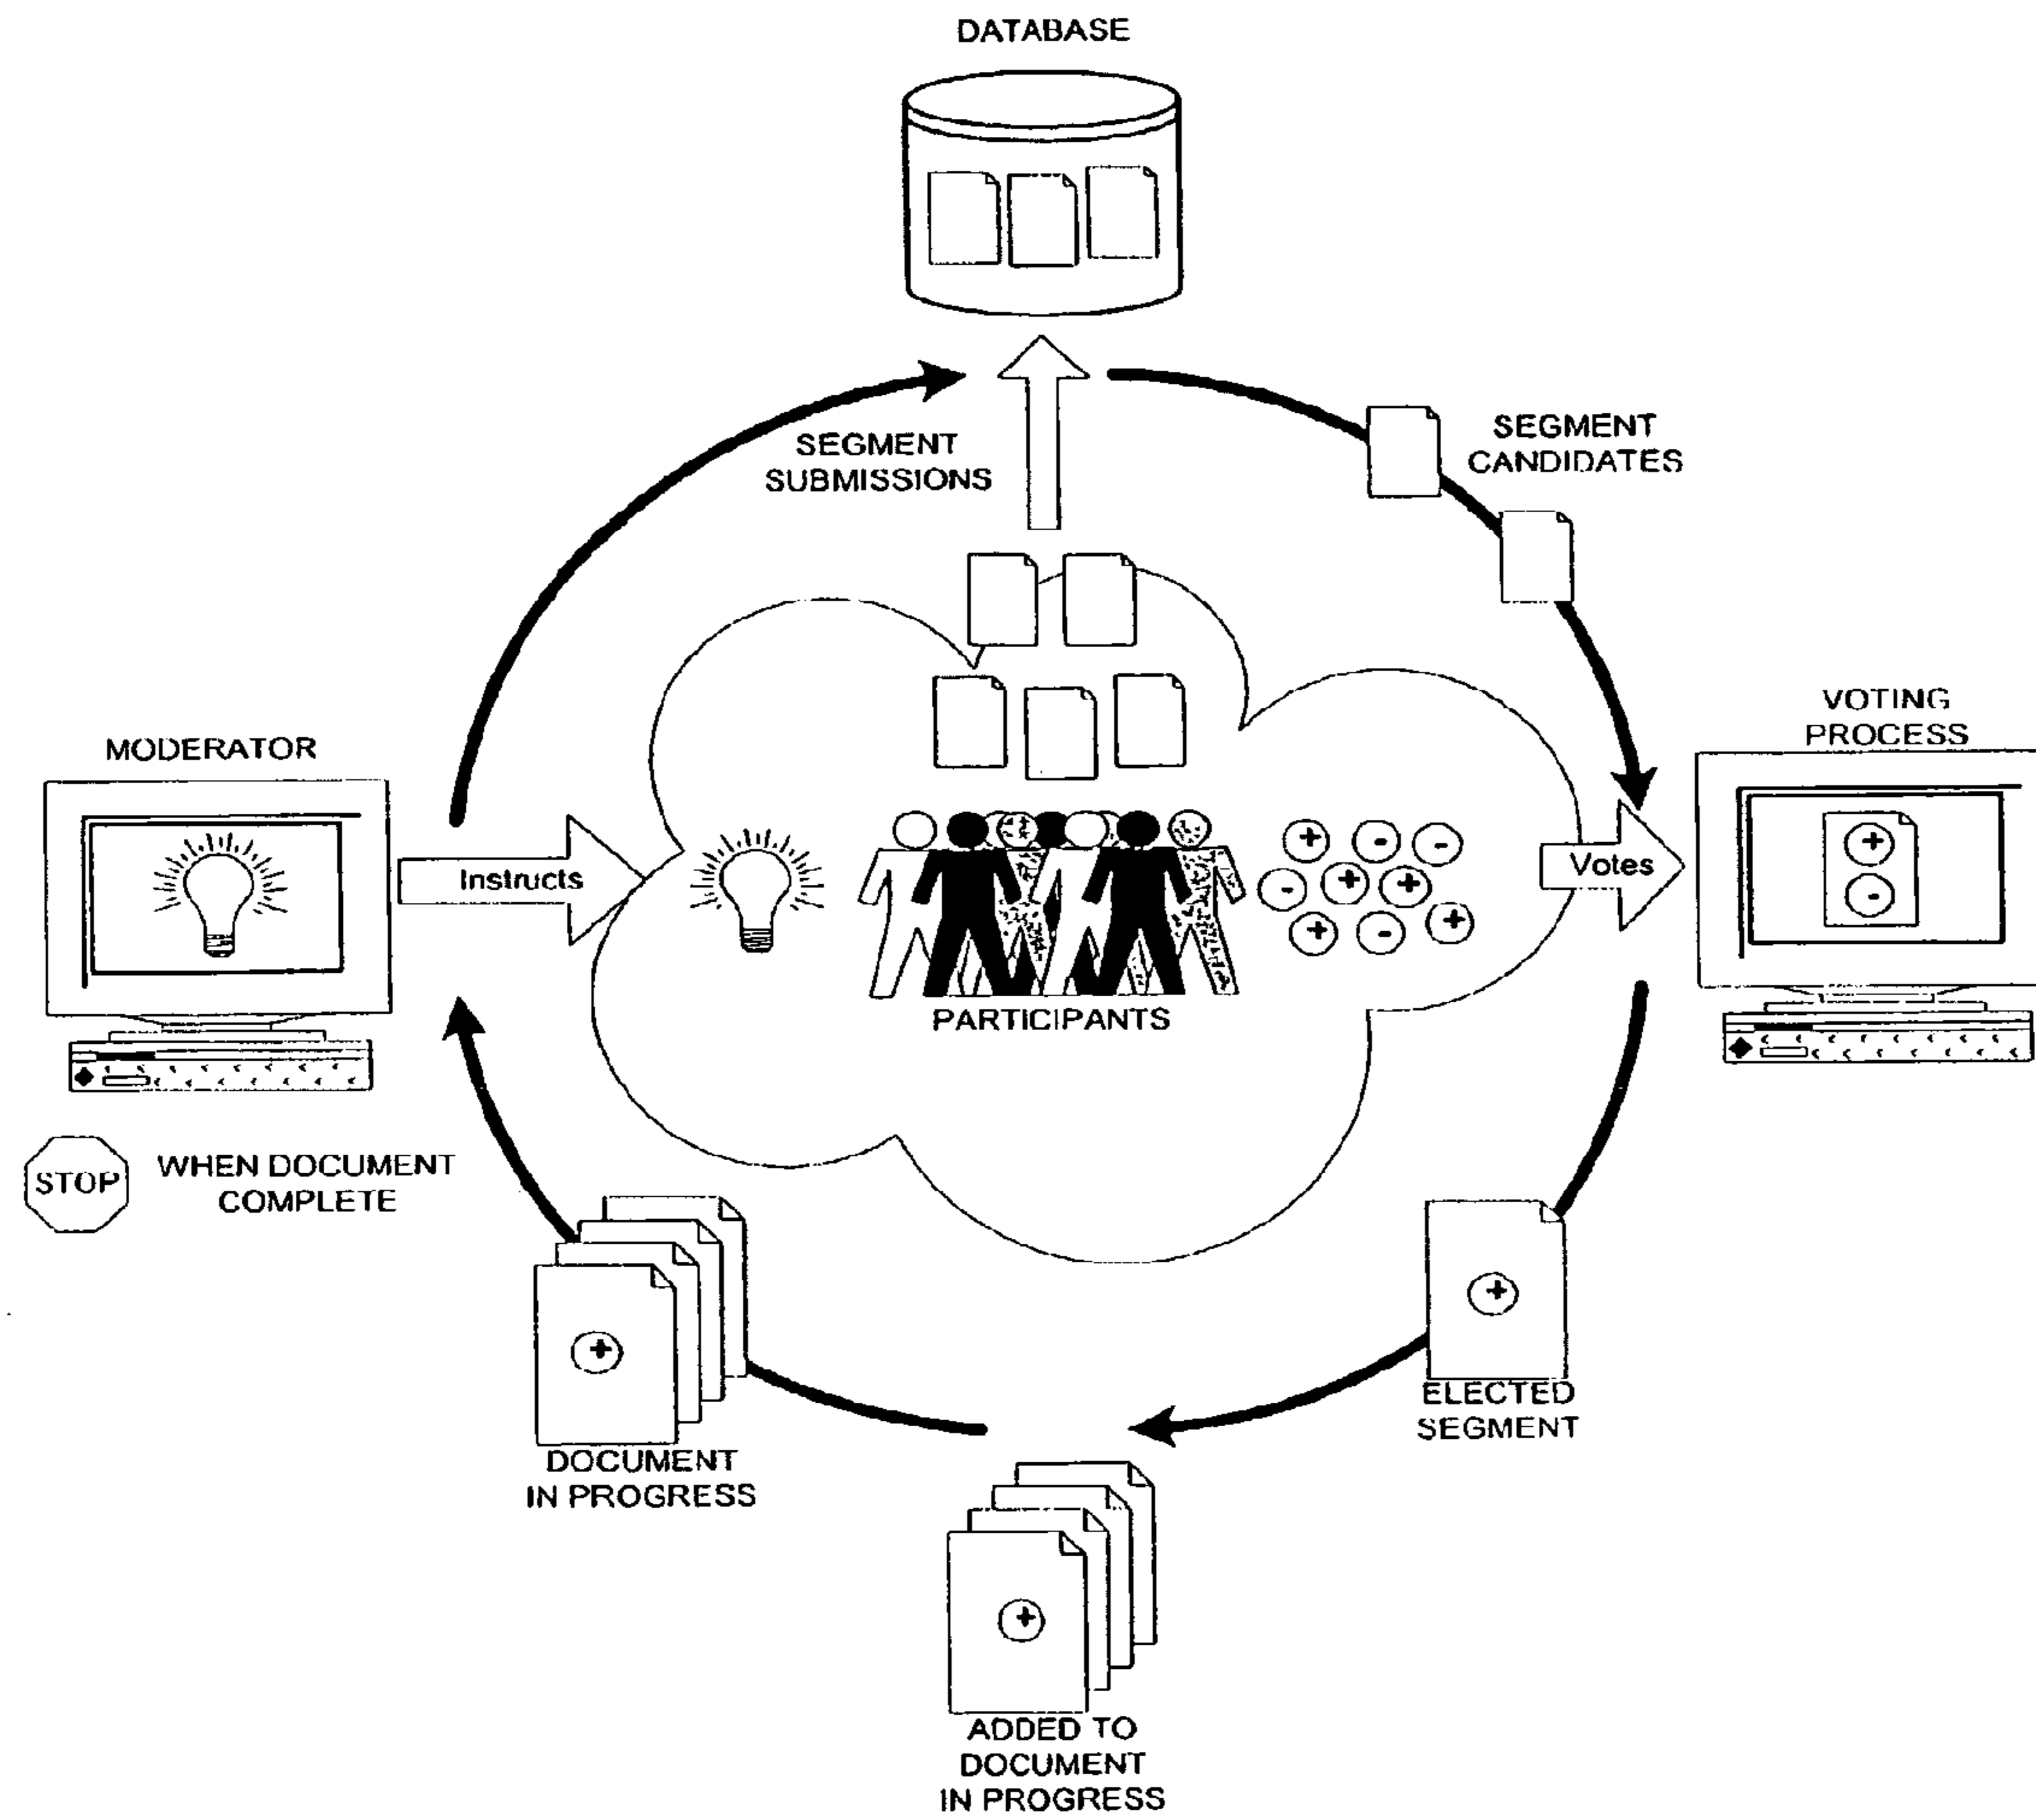 DATABASE
SEGMENT
SUBMISSIONS
SEGMENT
CANDIDATES
MODERATOR
VOTING
PROCESS
Instructs
Votes
PARTICIPANTS
STOP
WHEN DOCUMENT
COMPLETE
DOCUMENT
IN PROGRESS
ELECTED
SEGMENT
ADDED TO
DOCUMENT
IN PROGRESS